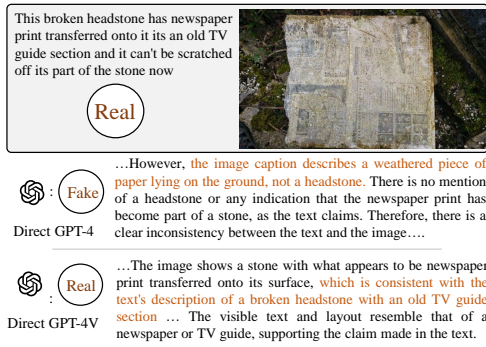 This broken headstone has newspaper
print transferred onto it its an old TV
guide section and it can't be scratched
off its part of the stone now
Real
…However, the image caption describes a weathered piece of
paper lying on the ground, not a headstone. There is no mention
of a headstone or any indication that the newspaper print has
become part of a stone, as the text claims. Therefore, there is a
clear inconsistency between the text and the image….
: Fake
Direct GPT-4
…The image shows a stone with what appears to be newspaper
print transferred onto its surface, which is consistent with the
text's description of a broken headstone with an old TV guide
section … The visible text and layout resemble that of a
newspaper or TV guide, supporting the claim made in the text.
: Real
Direct GPT-4V